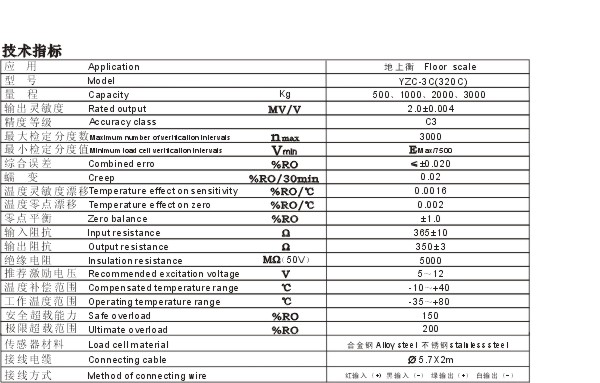 技术指标
应 用 Application 地上衡 Floor scale
型 号 Model YZC-3C(320C)
量 程 Capacity Kg 500、1000、2000、3000
输出灵敏度 Rated output MV/V 2.0±0.004
精度等级 Accuracy class C3
最大检定分度数 Maximum number of verification intervals n max 3000
最小检定分度值 Minimum load cell verification intervals V min EMax/7500
综合误差 Combined erro %RO ≤±0.020
蠕 变 Creep %RO/30min 0.02
温度灵敏度漂移 Temperature effect on sensitivity %RO/℃ 0.0016
温度零点漂移 Temperature effect on zero %RO/℃ 0.002
零点平衡 Zero balance %RO ±1.0
输入阻抗 Input resistance Ω 365±10
输出阻抗 Output resistance Ω 350±3
绝缘电阻 Insulation resistance MΩ(50V) 5000
推荐激励电压 Recommended excitation voltage V 5~12
温度补偿范围 Compensated temperature range ℃ -10~+40
工作温度范围 Operating temperature range ℃ -35~+80
安全超载能力 Safe overload %RO 150
极限超载范围 Ultimate overload %RO 200
传感器材料 Load cell material 合金钢 Alloy steel 不锈钢 stainless steel
接线电缆 Connecting cable Ø5.7X2m
接线方式 Method of connecting wire 红输入(+) 黑输入(-) 绿输出(+) 白输出(-)